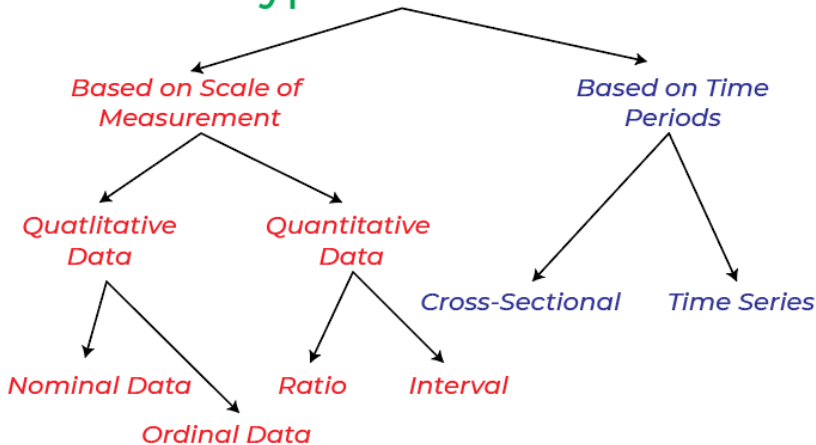 Based on Scale of
Measurement
Based on Time
Periods
Quatlitative
Data
Quantitative
Data
Cross-Sectional
Time Series
Nominal Data
Ratio
Interval
Ordinal Data